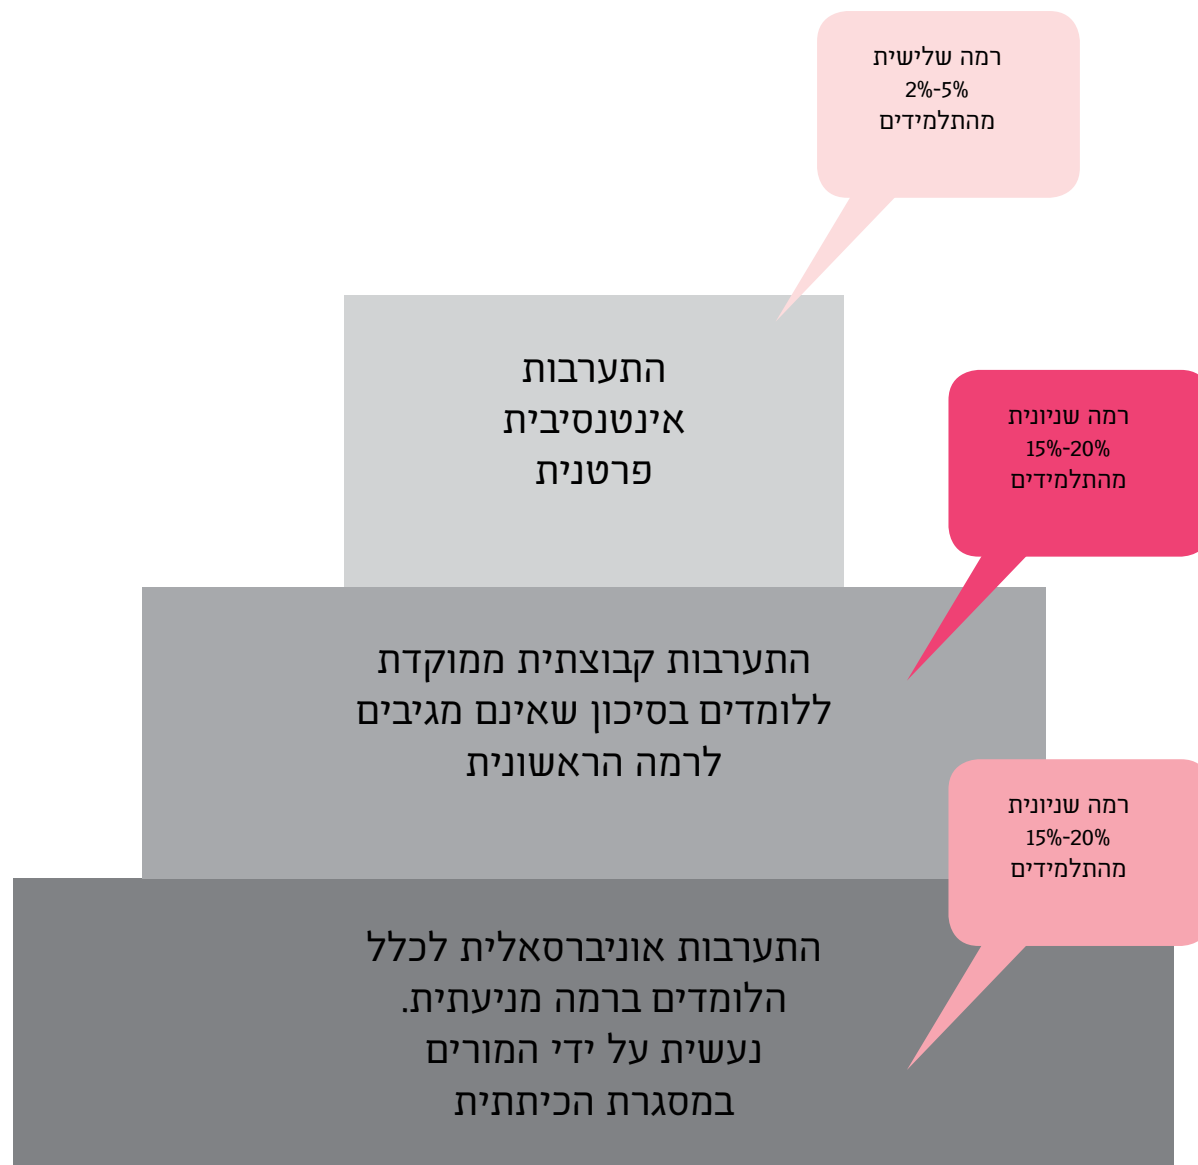 רמה שלישית
2%-5%
מהתלמידים
התערבות
אינטנסיבית
פרטנית
רמה שניונית
15%-20%
מהתלמידים
התערבות קבוצתית ממוקדת
ללומדים בסיכון שאינם מגיבים
לרמה הראשונית
רמה שניונית
15%-20%
מהתלמידים
התערבות אוניברסאלית לכלל
הלומדים ברמה מניעתית.
נעשית על ידי המורים
במסגרת הכיתתית